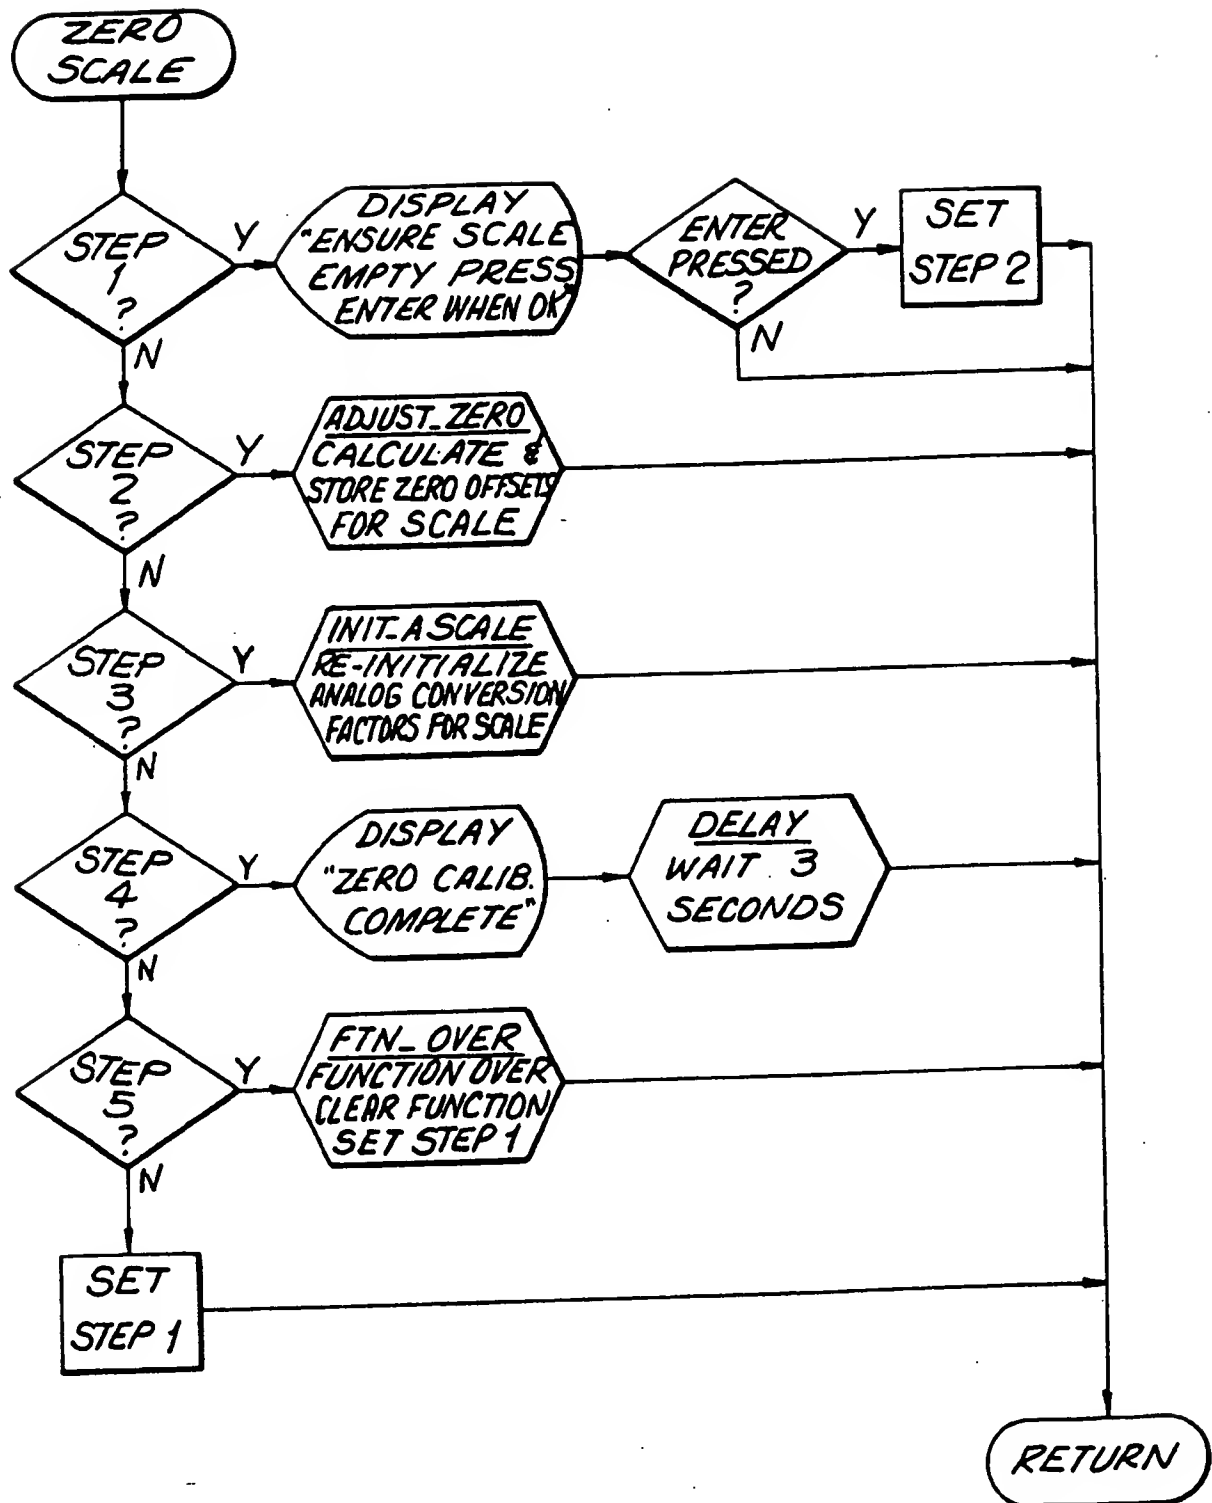 ZERO
SCALE
STEP
1
?
Y
DISPLAY
"ENSURE SCALE
EMPTY PRESS
ENTER WHEN OK"
ENTER
PRESSED
?
Y
SET
STEP 2
N
N
STEP
2
?
Y
ADJUST_ZERO
CALCULATE &
STORE ZERO OFFSETS
FOR SCALE
N
STEP
3
?
Y
INIT_A SCALE
RE-INITIALIZE
ANALOG CONVERSION
FACTORS FOR SCALE
N
STEP
4
?
Y
DISPLAY
"ZERO CALIB.
COMPLETE"
DELAY
WAIT 3
SECONDS
N
STEP
5
?
Y
FTN_OVER
FUNCTION OVER
CLEAR FUNCTION
SET STEP 1
N
SET
STEP 1
RETURN